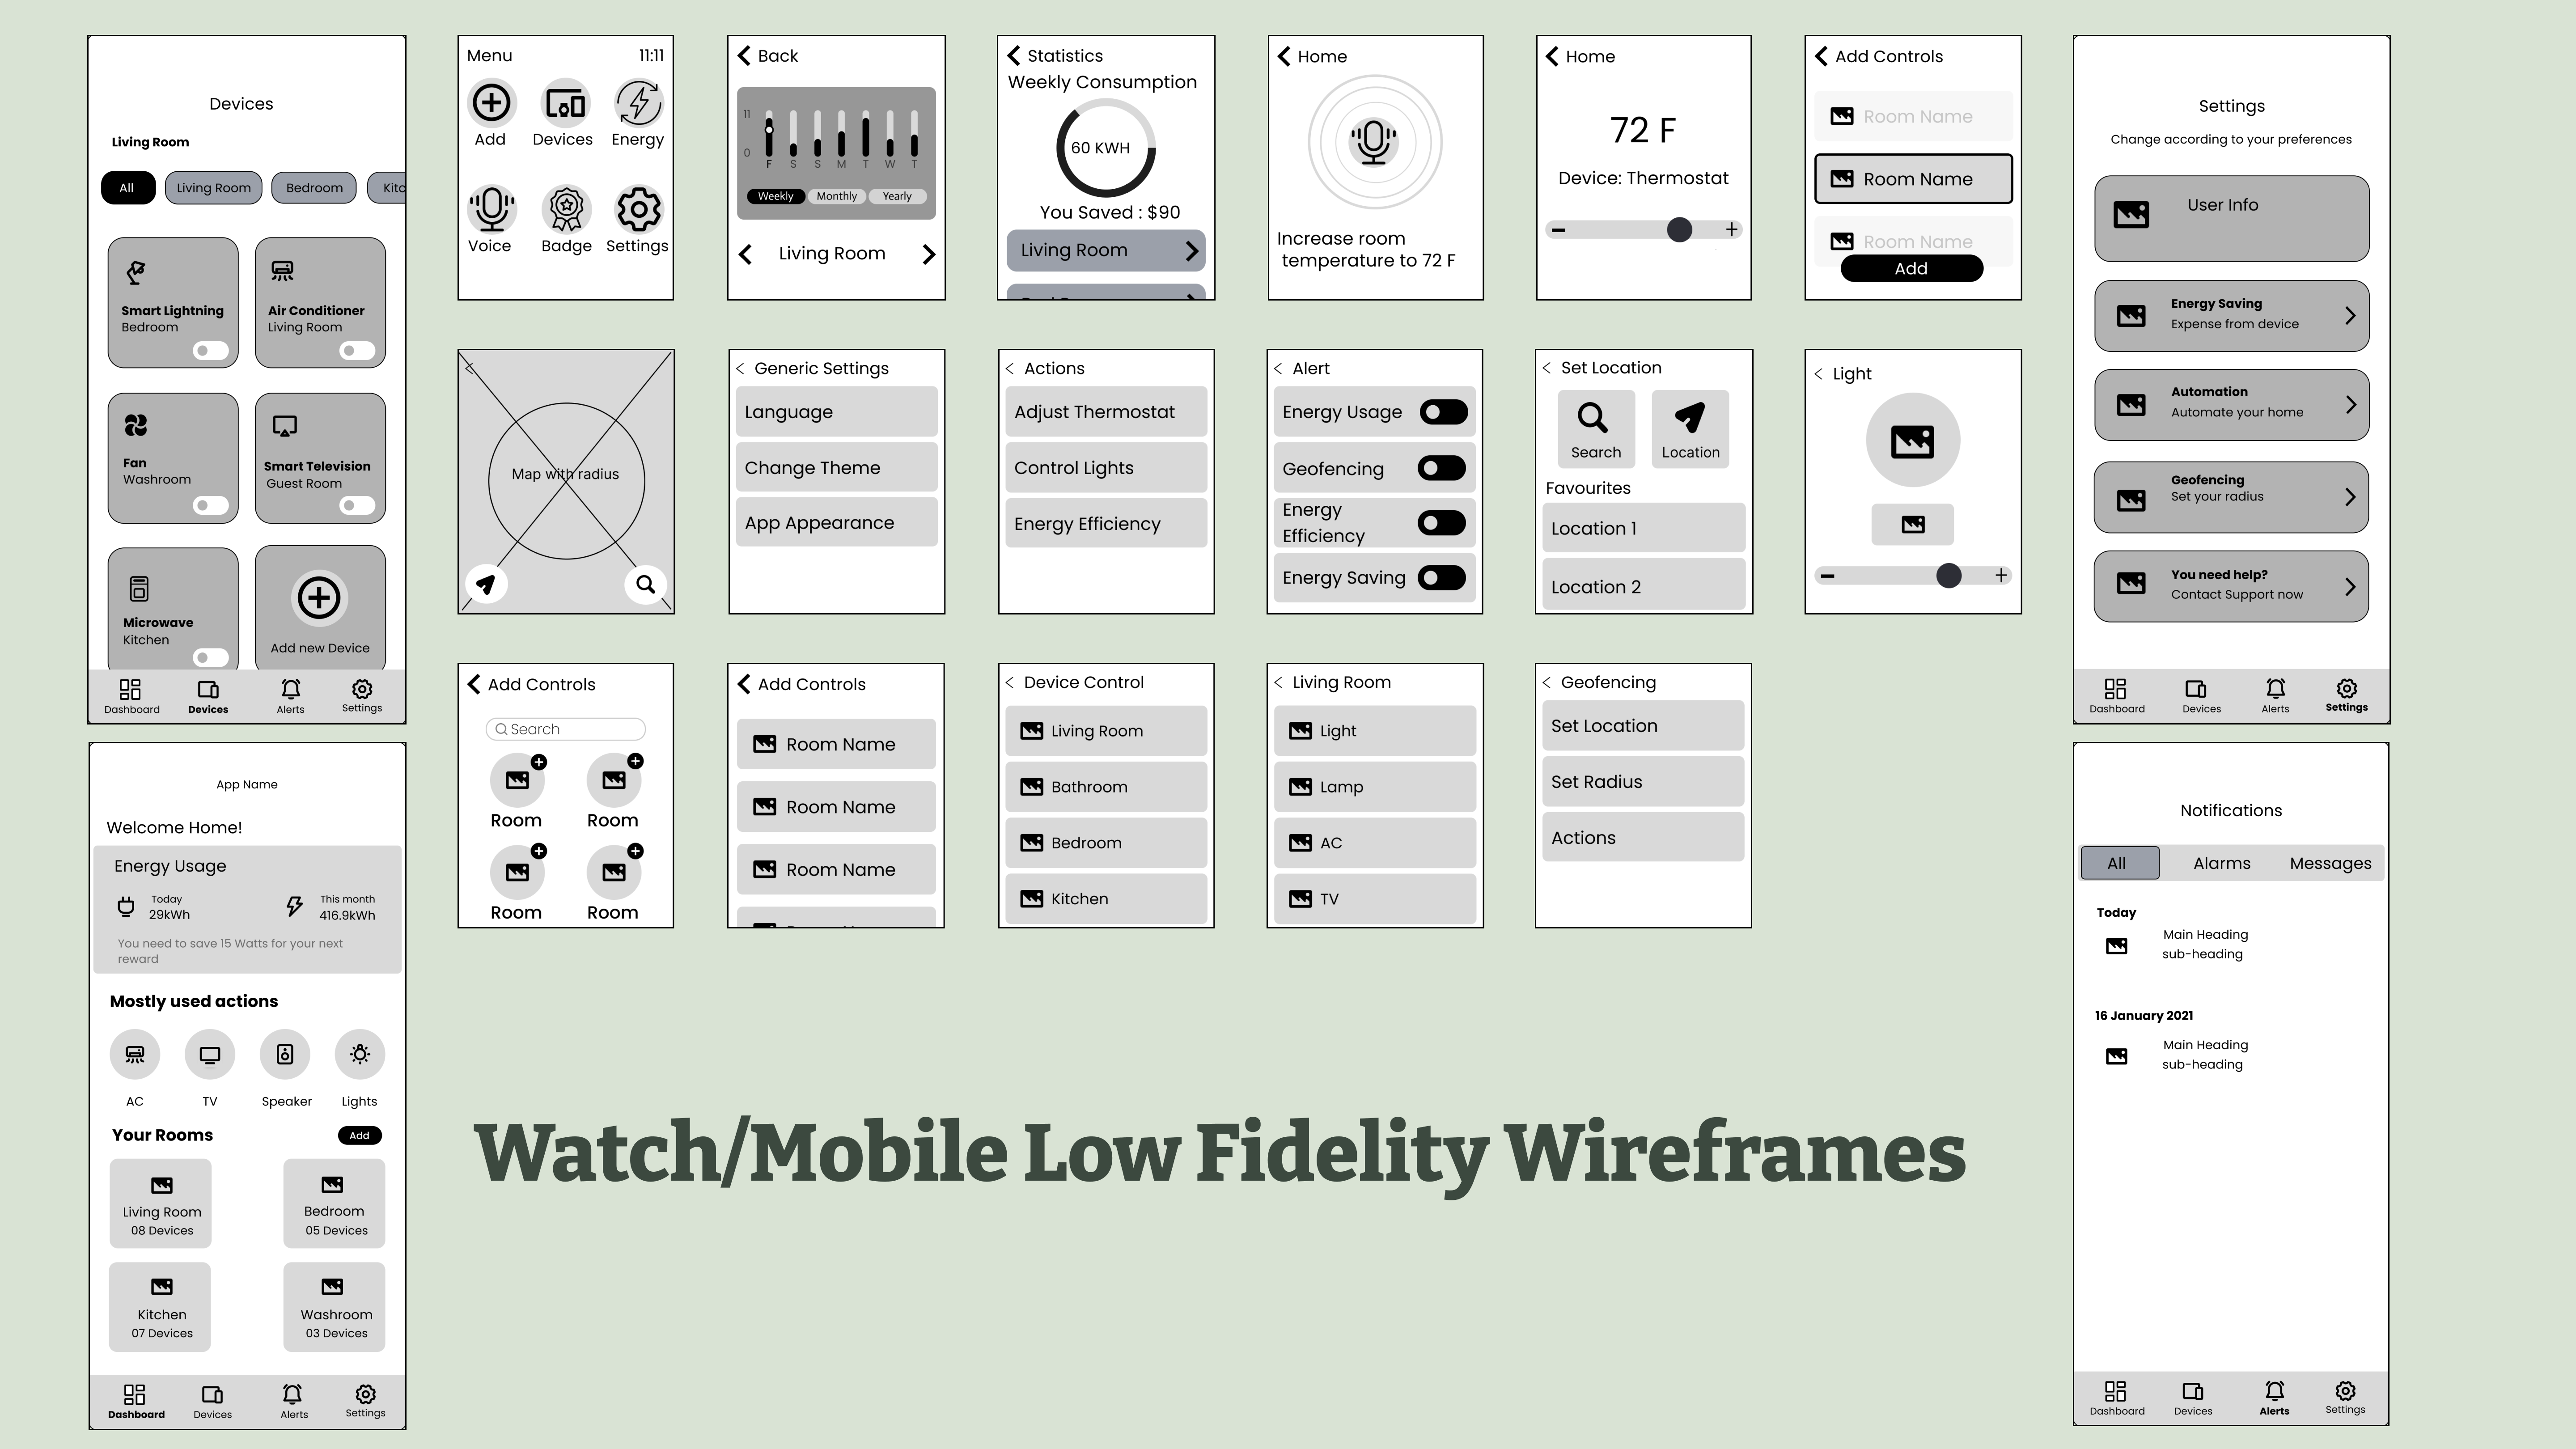 Devices
Living Room
All Living Room Bedroom Kitc
Smart Lightning
Bedroom
Air Conditioner
Living Room
Fan
Washroom
Smart Television
Guest Room
Microwave
Kitchen
Add new Device
Dashboard Devices Alerts Settings
Menu 11:11
Add Devices Energy
Voice Badge Settings
Back
11
0
F S S M T W T
Weekly Monthly Yearly
Living Room
Statistics
Weekly Consumption
60 KWH
You Saved : $90
Living Room
Home
Increase room
temperature to 72 F
Home
72 F
Device: Thermostat
Add Controls
Room Name
Room Name
Room Name
Add
Settings
Change according to your preferences
User Info
Energy Saving
Expense from device
Automation
Automate your home
Geofencing
Set your radius
You need help?
Contact Support now
Dashboard Devices Alerts Settings
Map with radius
Generic Settings
Language
Change Theme
App Appearance
Actions
Adjust Thermostat
Control Lights
Energy Efficiency
Alert
Energy Usage
Geofencing
Energy
Efficiency
Energy Saving
Set Location
Search Location
Favourites
Location 1
Location 2
Light
Add Controls
Search
Room Room
Room Room
Add Controls
Room Name
Room Name
Room Name
Device Control
Living Room
Bathroom
Bedroom
Kitchen
Living Room
Light
Lamp
AC
TV
Geofencing
Set Location
Set Radius
Actions
App Name
Welcome Home!
Energy Usage
Today
29kWh
This month
416.9kWh
You need to save 15 Watts for your next
reward
Mostly used actions
AC TV Speaker Lights
Your Rooms Add
Living Room
08 Devices
Bedroom
05 Devices
Kitchen
07 Devices
Washroom
03 Devices
Dashboard Devices Alerts Settings
Watch/Mobile Low Fidelity Wireframes
Notifications
All Alarms Messages
Today
Main Heading
sub-heading
16 January 2021
Main Heading
sub-heading
Dashboard Devices Alerts Settings